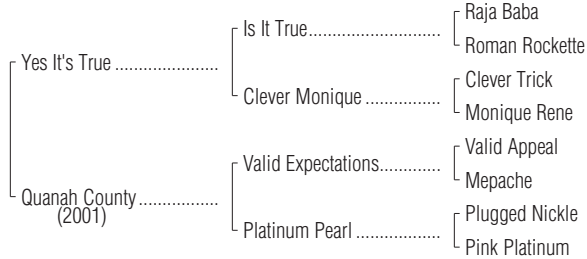 Raja Baba
Is It True
Roman Rockette
Yes It's True
Clever Trick
Clever Monique
Monique Rene
Valid Appeal
Valid Expectations
Mepache
Quanah County
(2001)
Plugged Nickle
Platinum Pearl
Pink Platinum